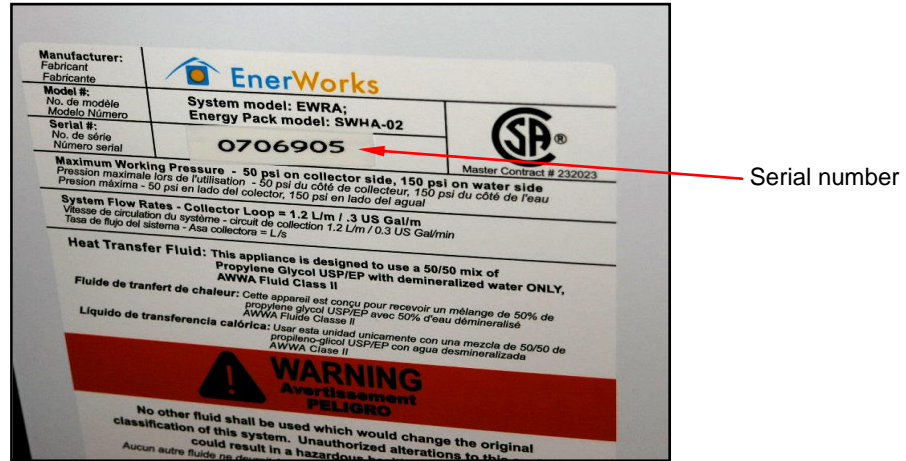 Manufacturer:
Fabricant
Fabricante
EnerWorks
Model #:
No. de modèle
Modelo Número
System model: EWRA;
Energy Pack model: SWHA-02
Serial #:
No. de série
Número serial
0706905
CSA ®
Master Contract # 232023
Serial number
Maximum Working Pressure - 50 psi on collector side, 150 psi on water side
Pression maximale lors de l'utilisation - 50 psi du côté de collecteur, 150 psi du côté de l'eau
Presion máxima - 50 psi en lado del colector, 150 psi en lado del agual
System Flow Rates - Collector Loop = 1.2 L/m / .3 US Gal/m
Vitesse de circulation du système - circuit de collection 1.2 L/m / 0.3 US Gal/min
Tasa de flujo del sistema - Asa collectora = L/s
Heat Transfer Fluid: This appliance is designed to use a 50/50 mix of
Propylene Glycol USP/EP with demineralized water ONLY,
AWWA Fluid Class II
Fluide de tranfert de chaleur: Cette appareil est conçu pour recevoir un mélange de 50% de
propylene glycol USP/EP avec 50% d'eau démineralisé
AWWA Fluide Classe II
Líquido de transferencia calórica: Usar esta unidad unicamente con una mezcla de 50/50 de
propileno-glicol USP/EP con agua desmineralizada
AWWA Clase II
WARNING
Avertissement
PELIGRO
No other fluid shall be used which would change the original
classification of this system. Unauthorized alterations to this
could result in a hazardous
Aucun autre fluide ne